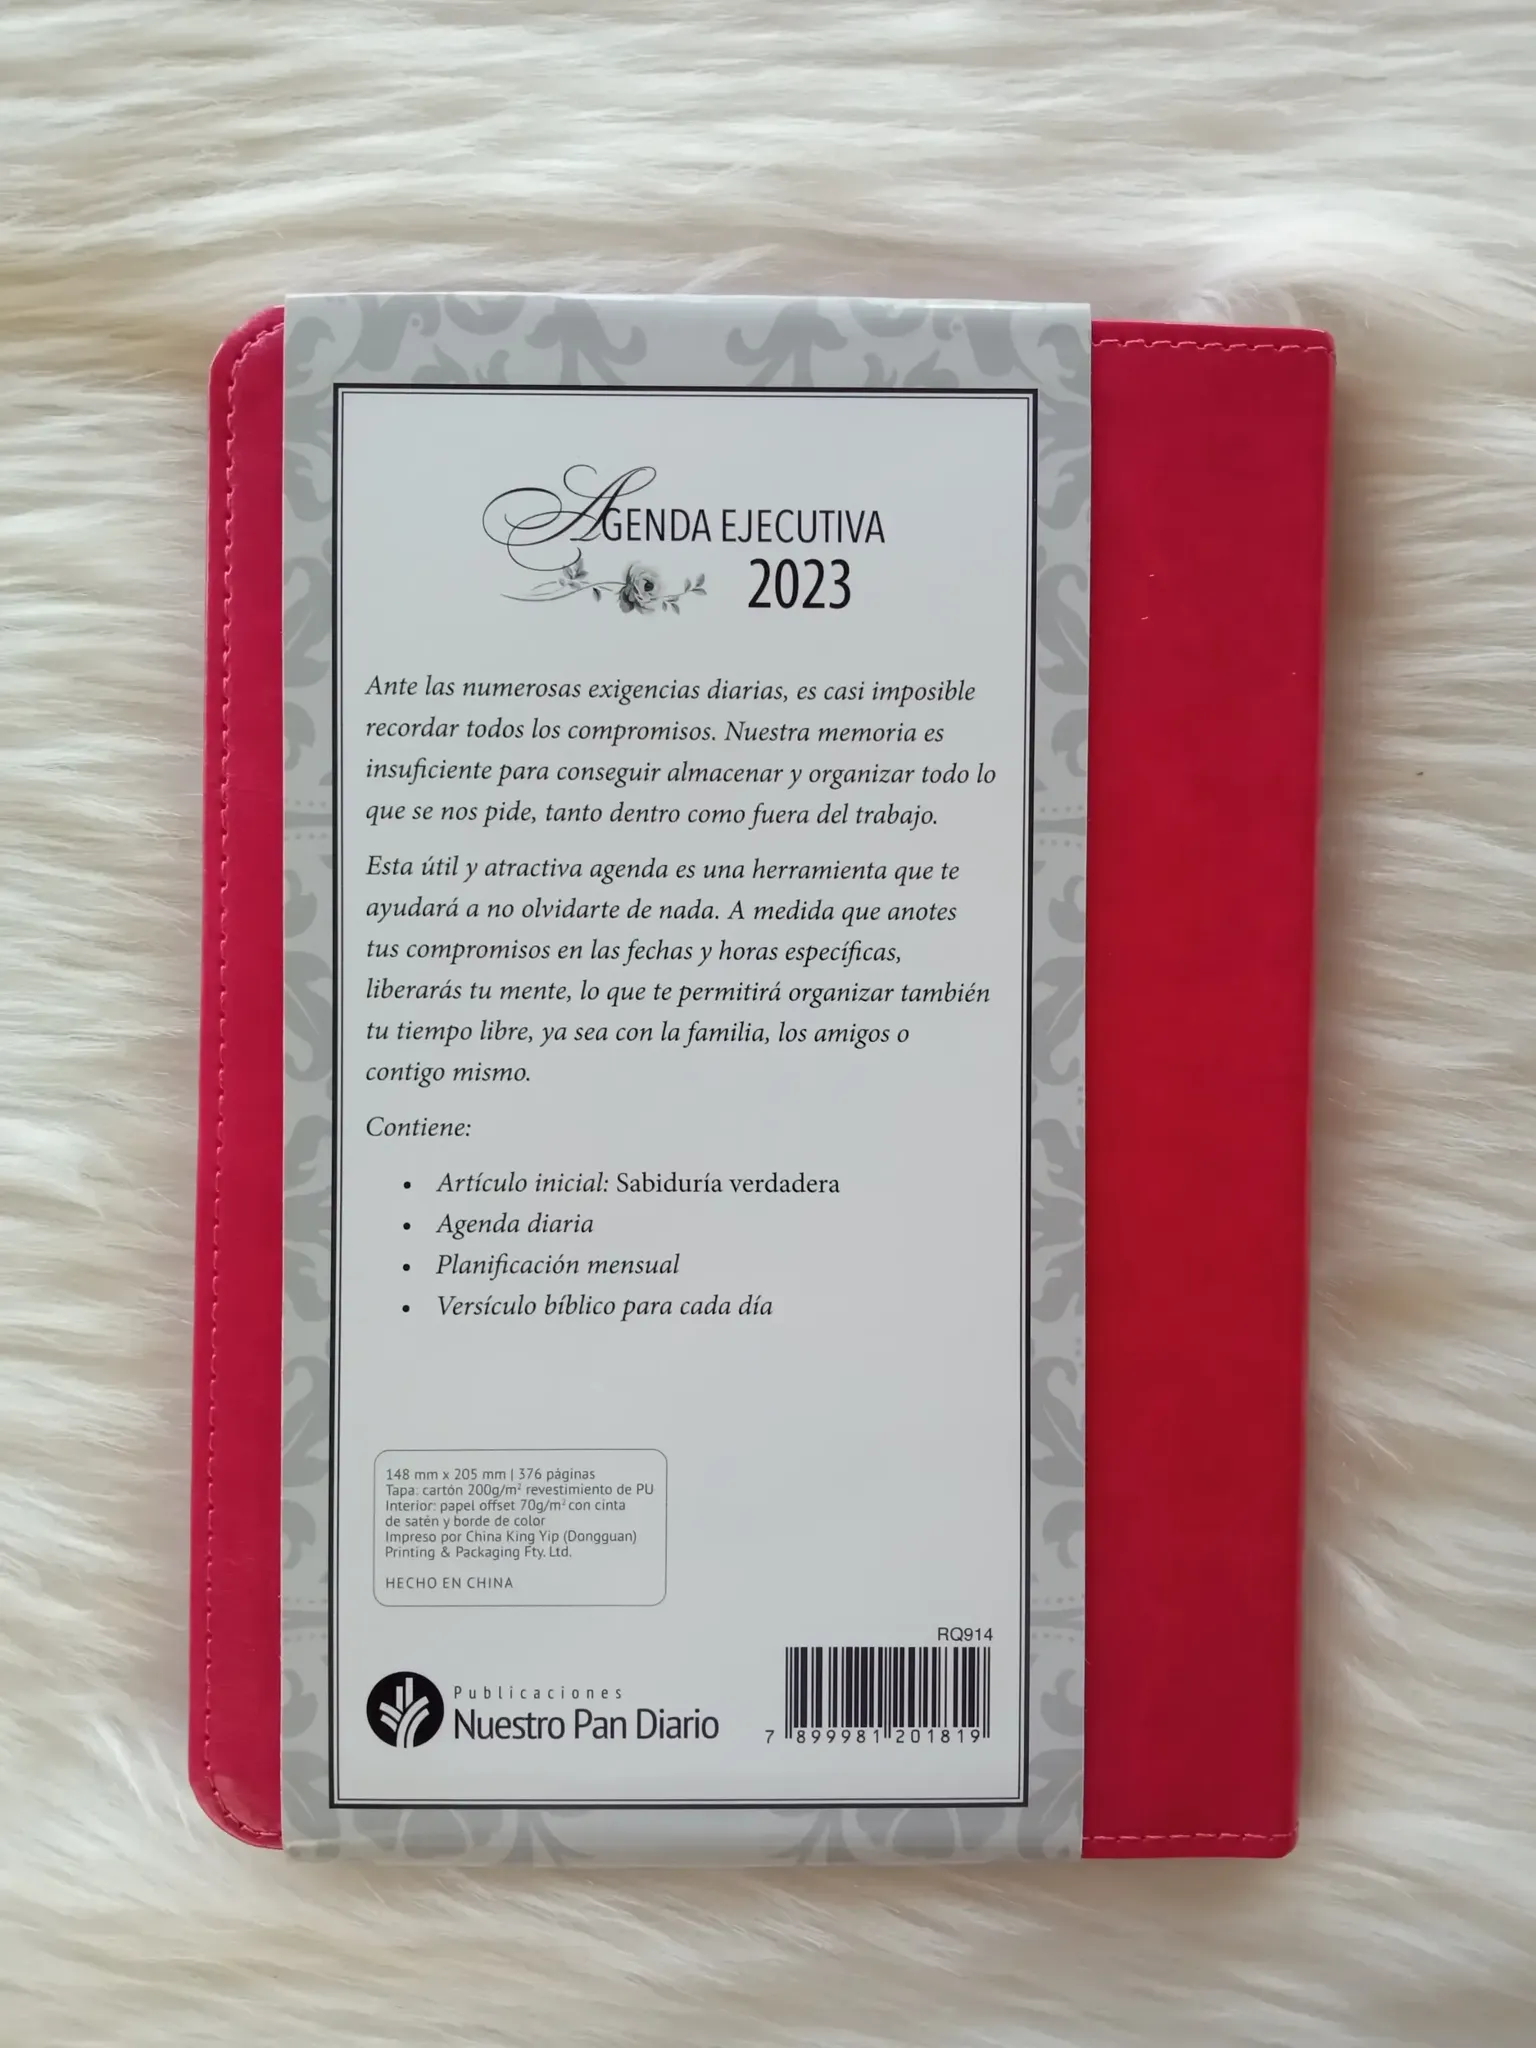 AGENDA EJECUTIVA
2023
Ante las numerosas exigencias diarias, es casi imposible
recordar todos los compromisos. Nuestra memoria es
insuficiente para conseguir almacenar y organizar todo lo
que se nos pide, tanto dentro como fuera del trabajo.
Esta útil y atractiva agenda es una herramienta que te
ayudará a no olvidarte de nada. A medida que anotes
tus compromisos en las fechas y horas específicas,
liberarás tu mente, lo que te permitirá organizar también
tu tiempo libre, ya sea con la familia, los amigos o
contigo mismo.
Contiene:
• Artículo inicial: Sabiduría verdadera
• Agenda diaria
• Planificación mensual
• Versículo bíblico para cada día
148 mm x 205 mm | 376 páginas
Tapa: cartón 200g/m² revestimiento de PU
Interior: papel offset 70g/m² con cinta
de satén y borde de color
Impreso por China King Yip (Dongguan)
Printing & Packaging Fty. Ltd.
HECHO EN CHINA
RQ914
7 899981 201819
Publicaciones
Nuestro Pan Diario